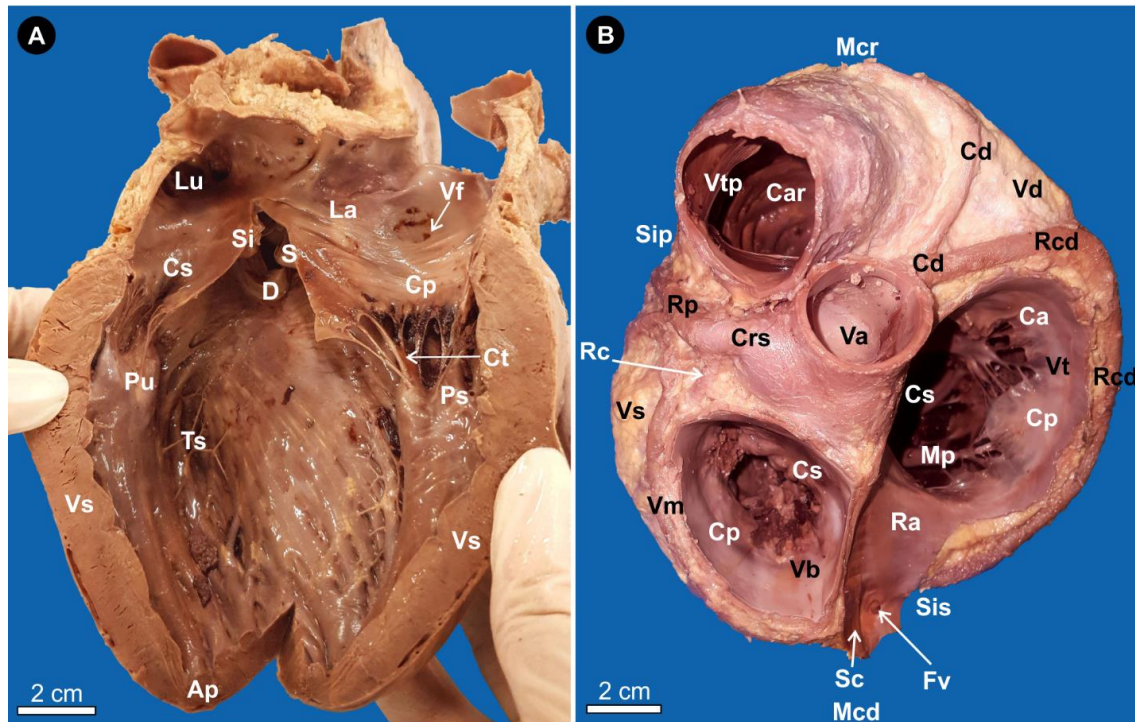 A
Lu
La
Vf
Si
S
Cs
D
Cp
Ct
Pu
Ps
Ts
Vs
Vs
Ap
2 cm
B
Mcr
Cd
Vtp
Car
Vd
Sip
Rcd
Cd
Rp
Ca
Crs
Va
Rc
Vt
Cs
Rcd
Vs
Cp
Mp
Cs
Vm
Ra
Cp
Vb
Sis
Sc
Fv
Mcd
2 cm